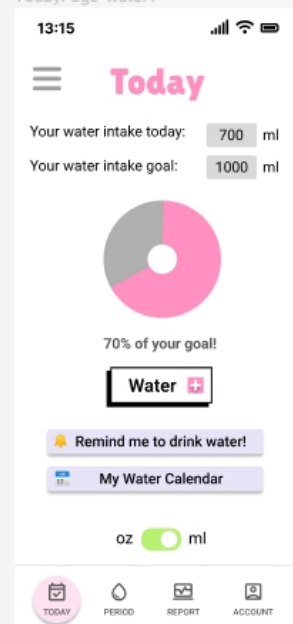 13:15
Today
Your water intake today: 700 ml
Your water intake goal: 1000 ml
70% of your goal!
Water
Remind me to drink water!
My Water Calendar
oz ml
TODAY PERIOD REPORT ACCOUNT